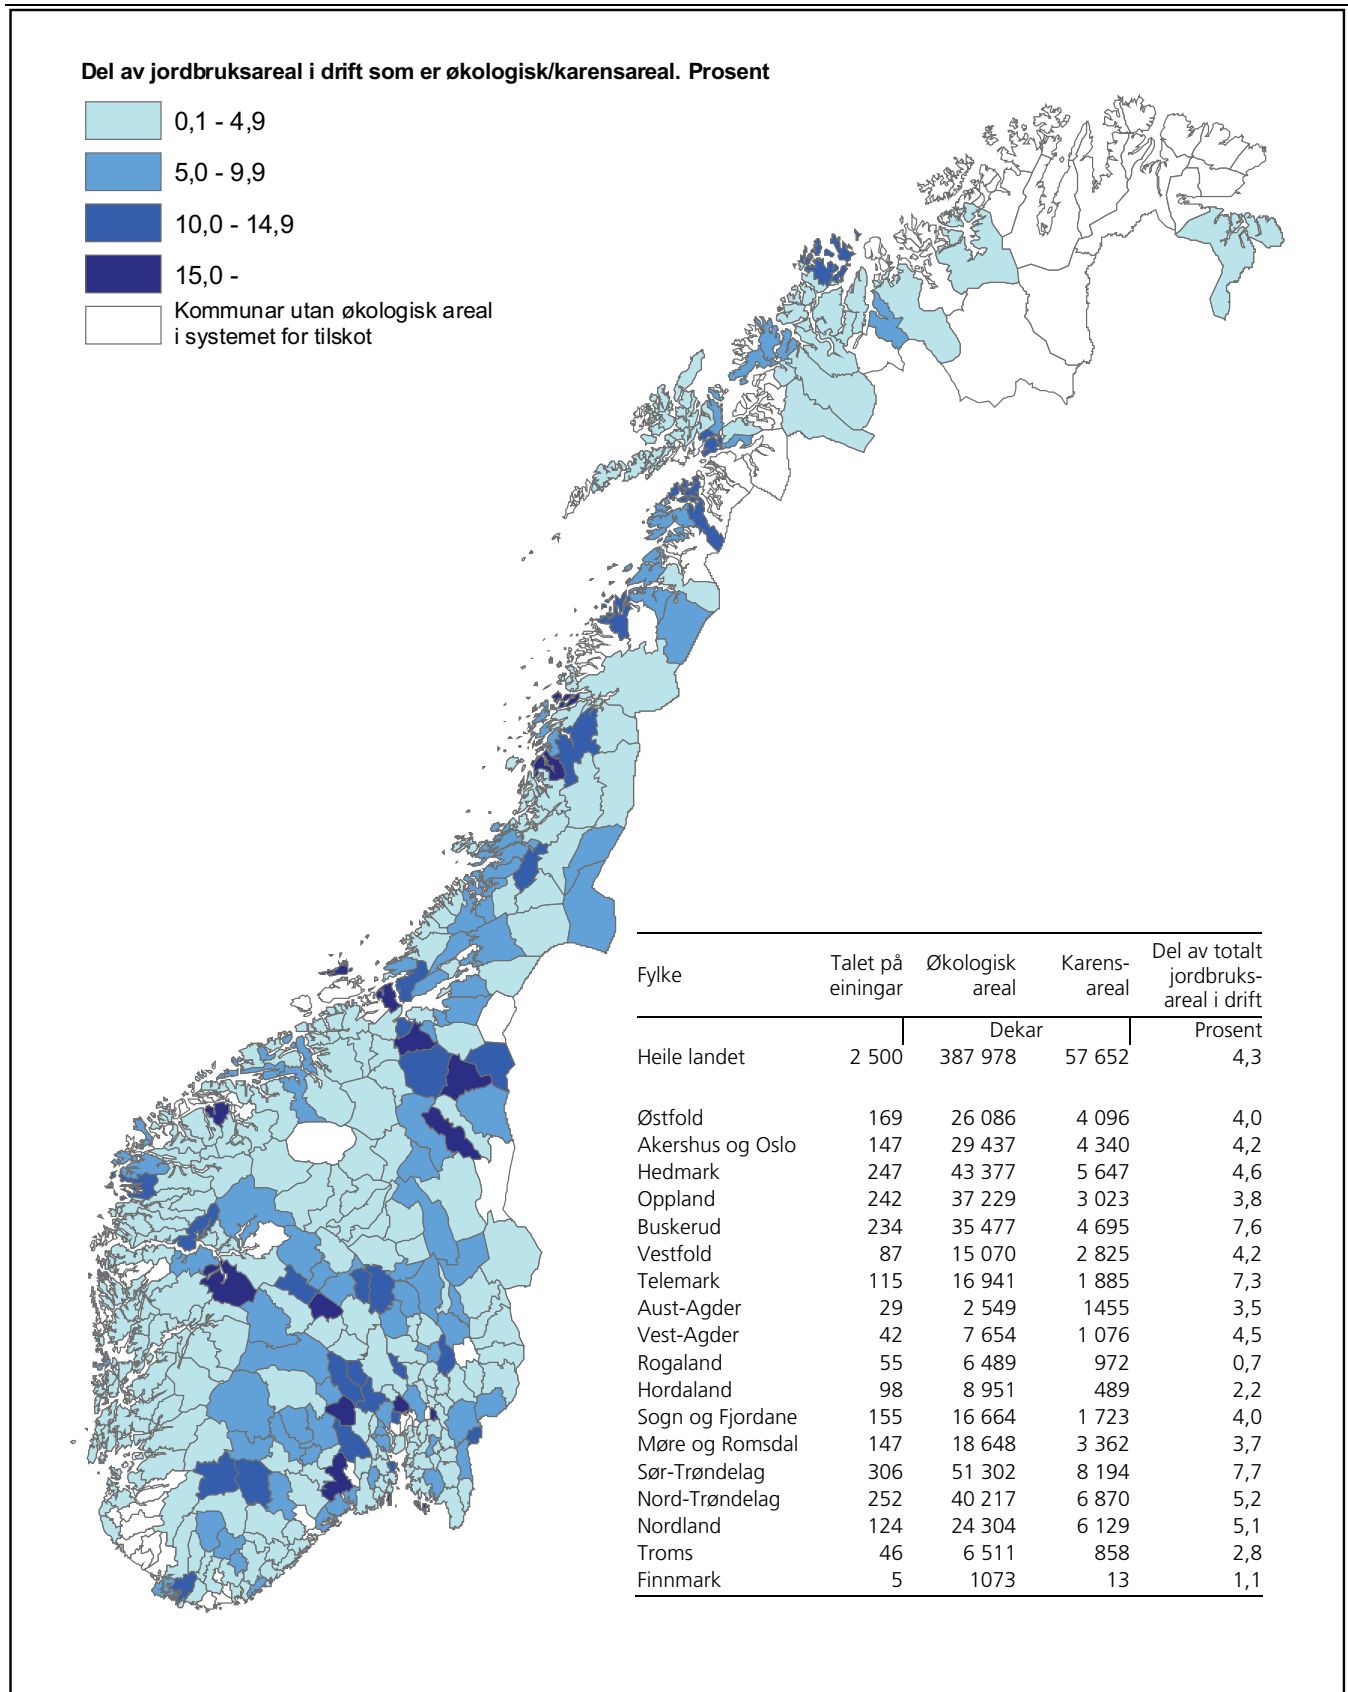 Del av jordbruksareal i drift som er økologisk/karensareal. Prosent
0,1 - 4,9
5,0 - 9,9
10,0 - 14,9
15,0 -
Kommunar utan økologisk areal
i systemet for tilskot
Fylke Talet på einingar Økologisk areal Karens- areal Del av totalt jordbruks- areal i drift
Dekar Prosent
Heile landet 2 500 387 978 57 652 4,3
Østfold 169 26 086 4 096 4,0
Akershus og Oslo 147 29 437 4 340 4,2
Hedmark 247 43 377 5 647 4,6
Oppland 242 37 229 3 023 3,8
Buskerud 234 35 477 4 695 7,6
Vestfold 87 15 070 2 825 4,2
Telemark 115 16 941 1 885 7,3
Aust-Agder 29 2 549 1455 3,5
Vest-Agder 42 7 654 1 076 4,5
Rogaland 55 6 489 972 0,7
Hordaland 98 8 951 489 2,2
Sogn og Fjordane 155 16 664 1 723 4,0
Møre og Romsdal 147 18 648 3 362 3,7
Sør-Trøndelag 306 51 302 8 194 7,7
Nord-Trøndelag 252 40 217 6 870 5,2
Nordland 124 24 304 6 129 5,1
Troms 46 6 511 858 2,8
Finnmark 5 1073 13 1,1